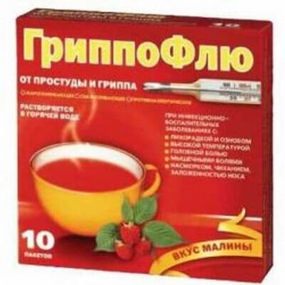 ГриппоФлю
ОТ ПРОСТУДЫ И ГРИППА
РАСТВОРЯЕТСЯ
В ГОРЯЧЕЙ ВОДЕ
ПРИ ИНФЕКЦИОННО-
ВОСПАЛИТЕЛЬНЫХ
ЗАБОЛЕВАНИЯХ С:
ЛИХОРАДКОЙ И ОЗНОБОМ
ВЫСОКОЙ ТЕМПЕРАТУРОЙ
ГОЛОВНОЙ БОЛЬЮ
МЫШЕЧНЫМИ БОЛЯМИ
НАСМОРКОМ, ЧИХАНИЕМ,
ЗАЛОЖЕННОСТЬЮ НОСА
10
ПАКЕТОВ
ВКУС МАЛИНЫ